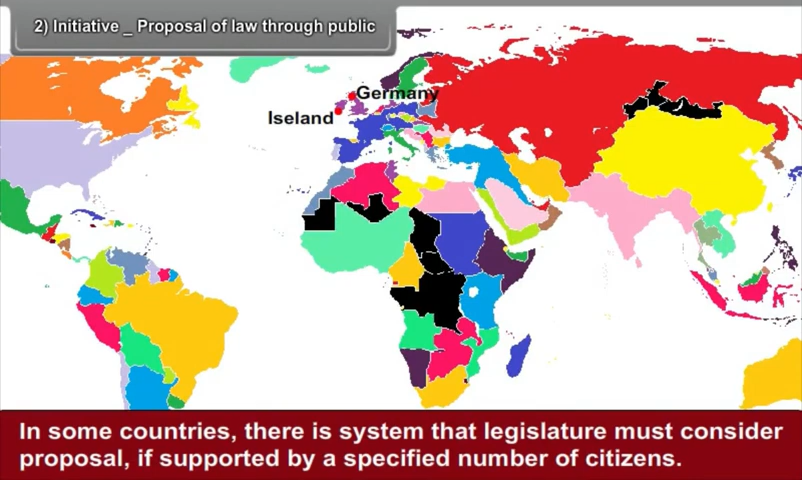 2) Initiative _ Proposal of law through public
Germany
Iseland
In some countries, there is system that legislature must consider
proposal, if supported by a specified number of citizens.